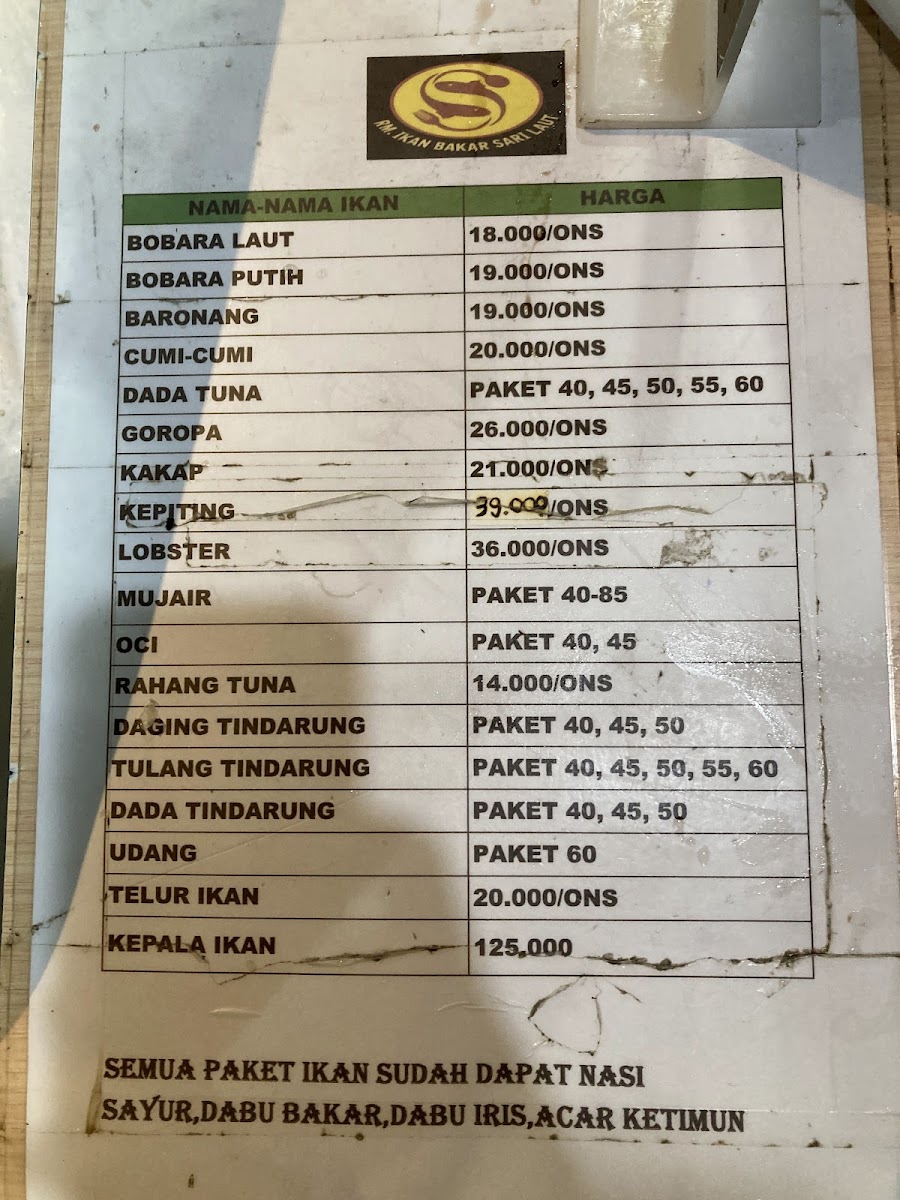 RM. IKAN BAKAR SARI LAUT
NAMA-NAMA IKAN HARGA
BOBARA LAUT 18.000/ONS
BOBARA PUTIH 19.000/ONS
BARONANG 19.000/ONS
CUMI-CUMI 20.000/ONS
DADA TUNA PAKET 40, 45, 50, 55, 60
GOROPA 26.000/ONS
KAKAP 21.000/ONS
KEPITING 39.000/ONS
LOBSTER 36.000/ONS
MUJAIR PAKET 40-85
OCI PAKET 40, 45
RAHANG TUNA 14.000/ONS
DAGING TINDARUNG PAKET 40, 45, 50
TULANG TINDARUNG PAKET 40, 45, 50, 55, 60
DADA TINDARUNG PAKET 40, 45, 50
UDANG PAKET 60
TELUR IKAN 20.000/ONS
KEPALA IKAN 125.000
SEMUA PAKET IKAN SUDAH DAPAT NASI
SAYUR,DABU BAKAR,DABU IRIS,ACAR KETIMUN